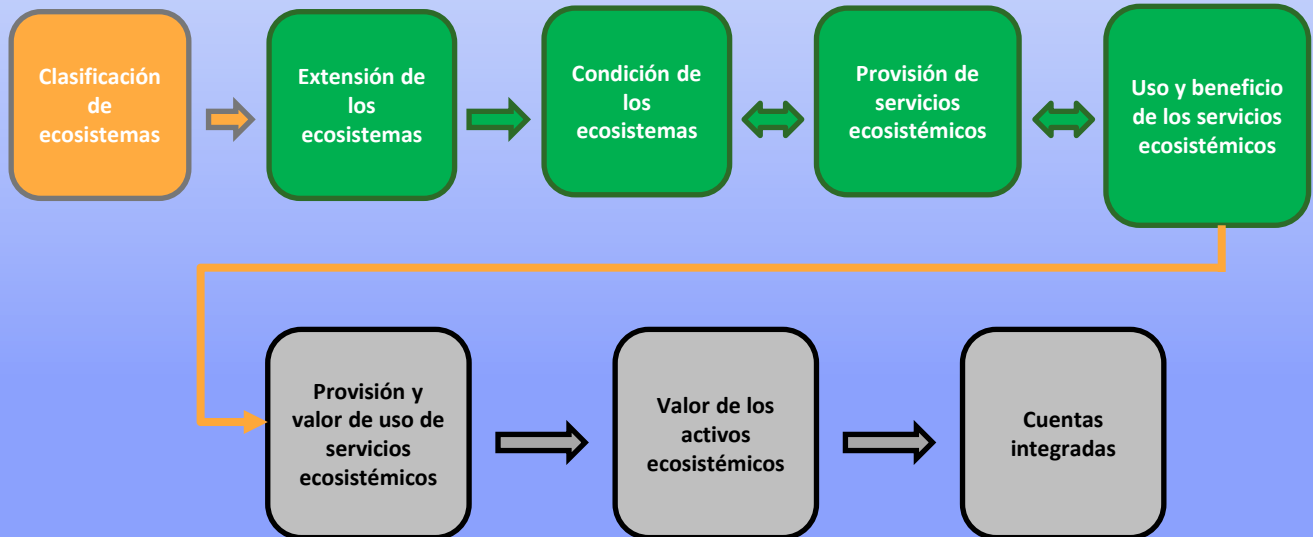 Clasificación
de
ecosistemas
Extensión de
los
ecosistemas
Condición de
los
ecosistemas
Provisión de
servicios
ecosistémicos
Uso y beneficio
de los servicios
ecosistémicos
Provisión y
valor de uso de
servicios
ecosistémicos
Valor de los
activos
ecosistémicos
Cuentas
integradas